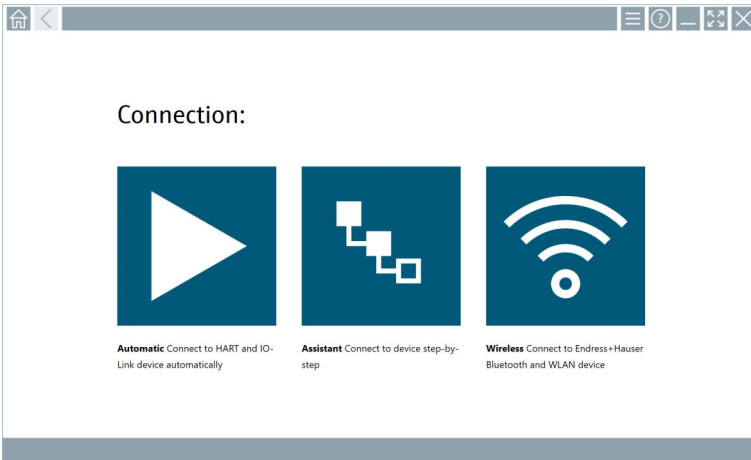 Connection:
Automatic Connect to HART and IO-
Link device automatically
Assistant Connect to device step-by-
step
Wireless Connect to Endress+Hauser
Bluetooth and WLAN device